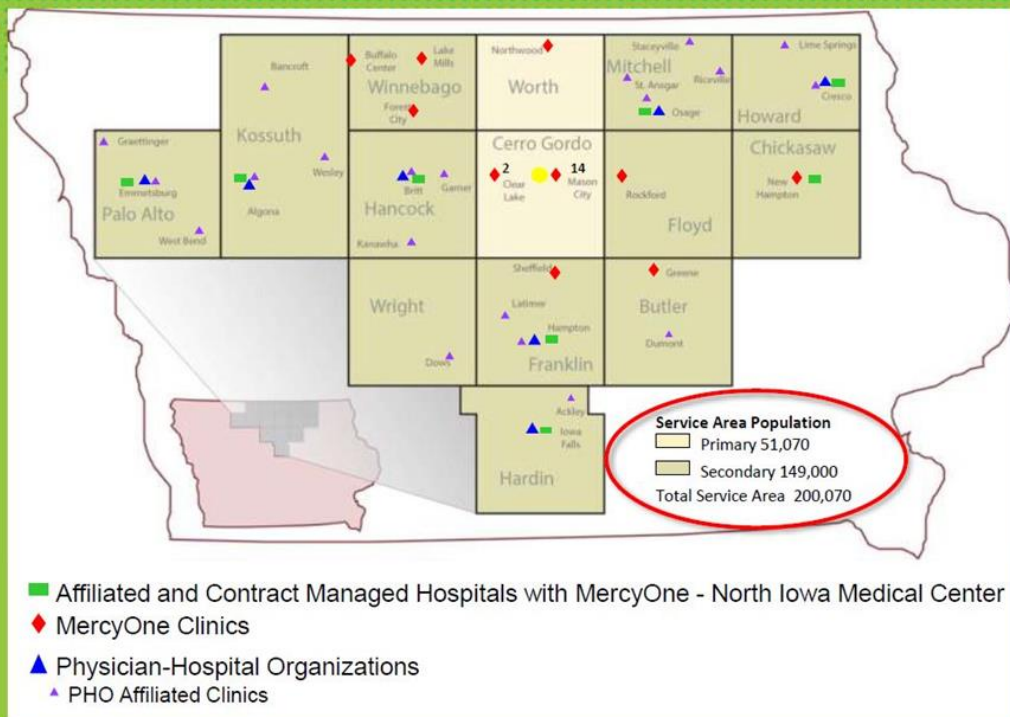 Bancroft
Buffalo
Center
Lake
Mills
Winnebago
Forest
City
Northwood
Worth
Staceyville
Mitchell
Riceville
St. Ansgar
Osage
Lime Springs
Cresco
Howard
Graettinger
Emmetsburg
Palo Alto
West Bend
Kossuth
Wesley
Algona
Britt
Garner
Hancock
Kanawha
Cerro Gordo
2
14
Clear
Lake
Mason
City
Rockford
Floyd
Chickasaw
New
Hampton
Wright
Dows
Sheffield
Latimer
Hampton
Franklin
Greene
Butler
Dumont
Ackley
Iowa
Falls
Hardin
Service Area Population
Primary 51,070
Secondary 149,000
Total Service Area 200,070
Affiliated and Contract Managed Hospitals with MercyOne - North Iowa Medical Center
MercyOne Clinics
Physician-Hospital Organizations
PHO Affiliated Clinics